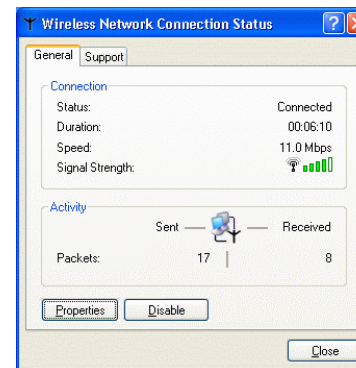 Wireless Network Connection Status
General Support
Connection
Status: Connected
Duration: 00:06:10
Speed: 11.0 Mbps
Signal Strength:
Activity
Sent Received
Packets: 17 8
Properties Disable
Close